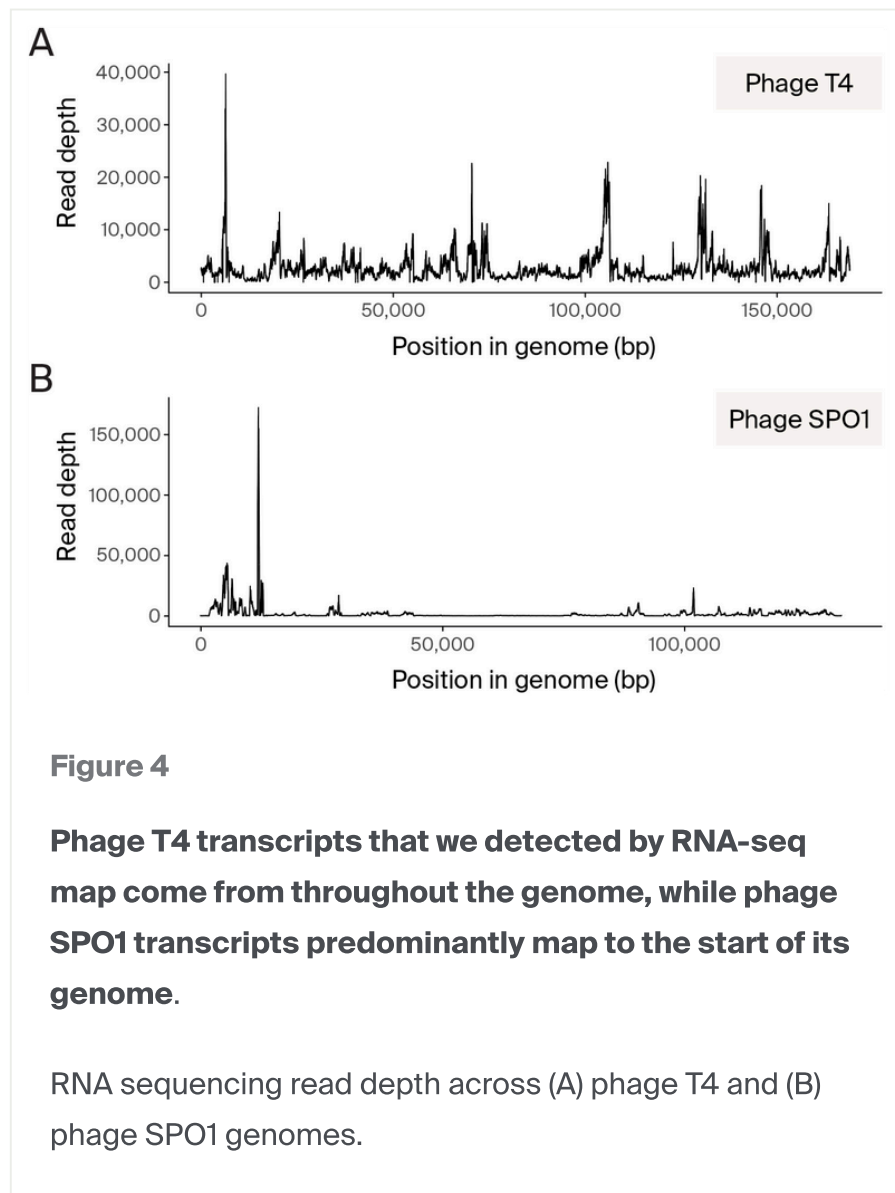 A
Phage T4
Read depth
40,000
30,000
20,000
10,000
0
0
50,000
100,000
150,000
Position in genome (bp)
B
Phage SPO1
Read depth
150,000
100,000
50,000
0
0
50,000
100,000
Position in genome (bp)
Figure 4
Phage T4 transcripts that we detected by RNA-seq
map come from throughout the genome, while phage
SPO1 transcripts predominantly map to the start of its
genome.
RNA sequencing read depth across (A) phage T4 and (B)
phage SPO1 genomes.